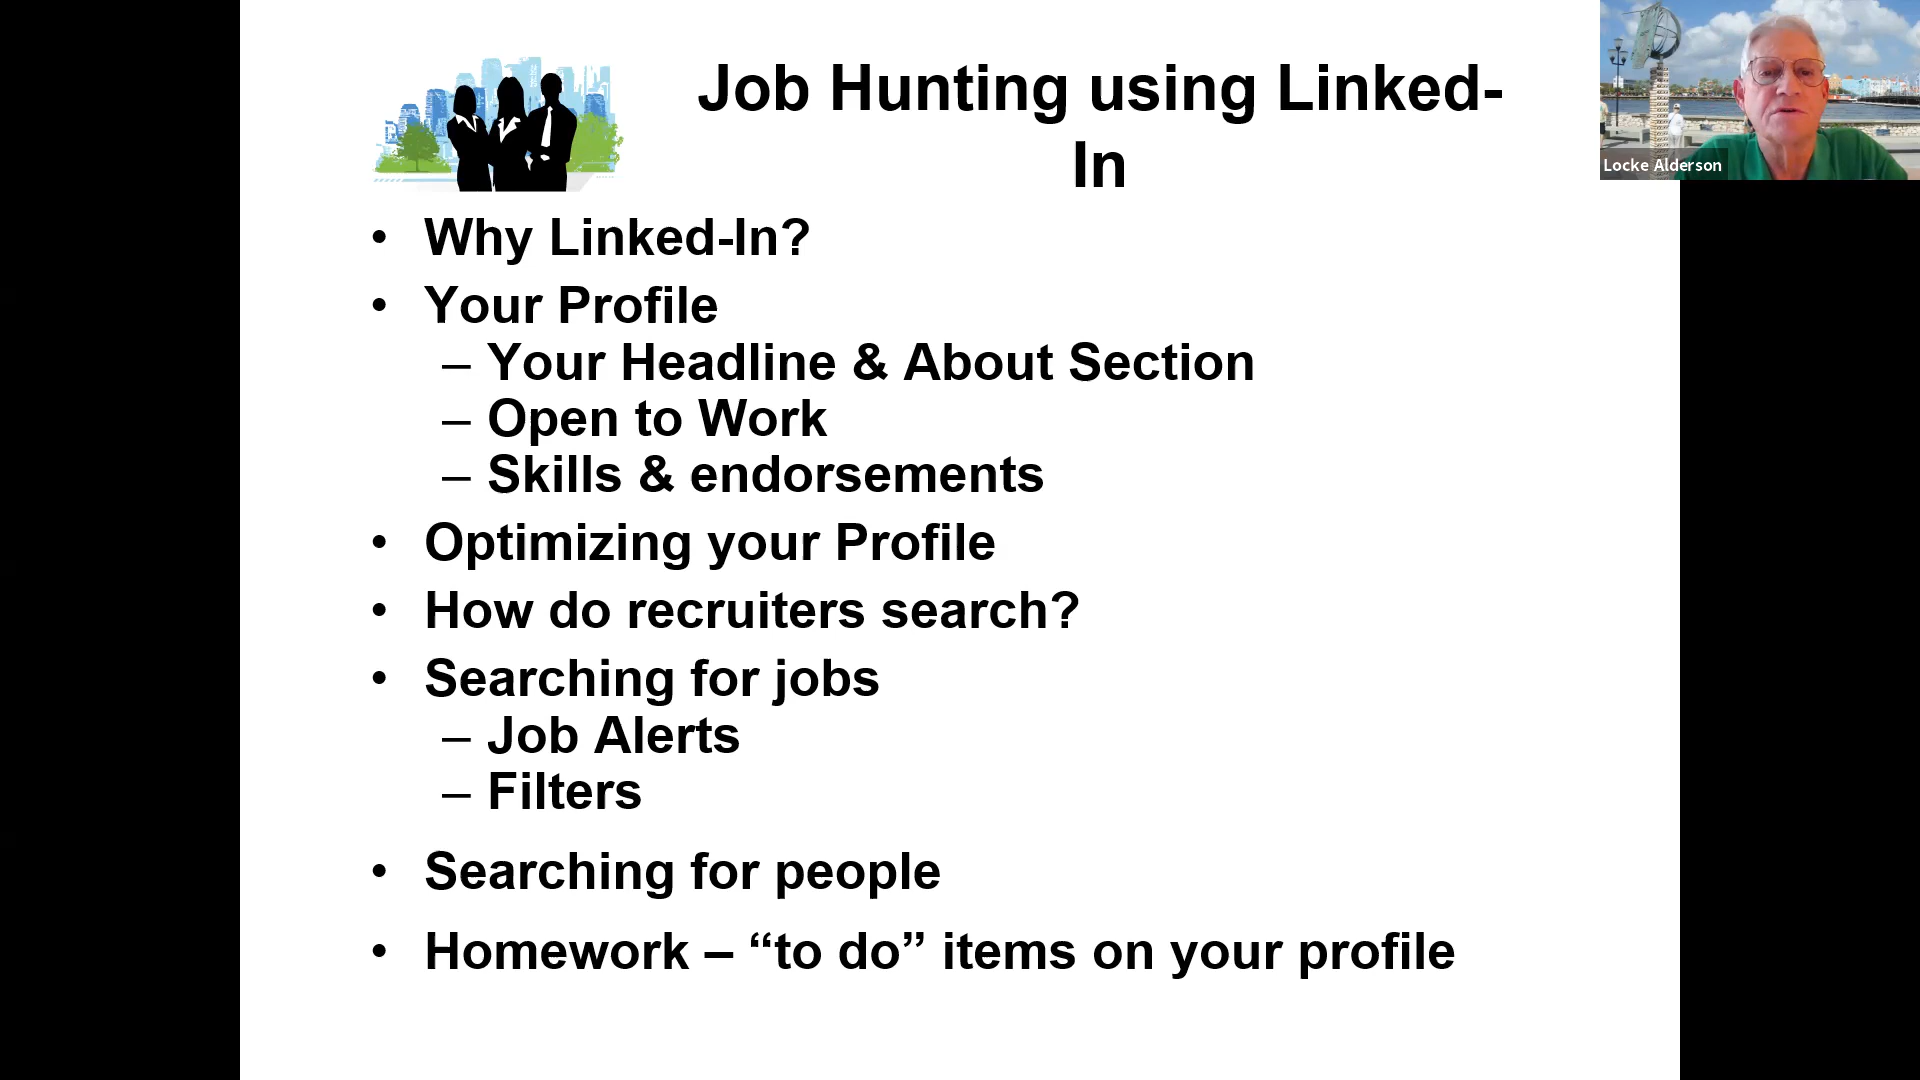 Job Hunting using Linked-
In
Locke Alderson
• Why Linked-In?
• Your Profile
– Your Headline & About Section
– Open to Work
– Skills & endorsements
• Optimizing your Profile
• How do recruiters search?
• Searching for jobs
– Job Alerts
– Filters
• Searching for people
• Homework – “to do” items on your profile